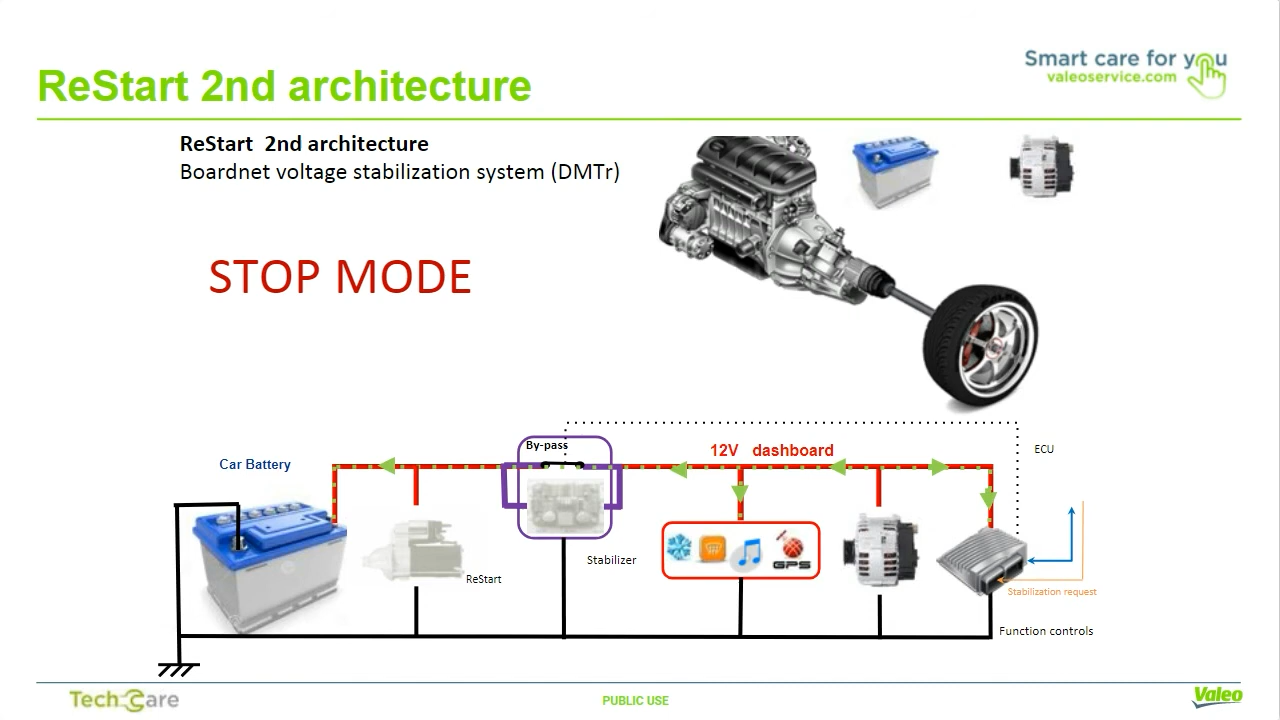 Smart care for you
valeoservice.com
ReStart 2nd architecture
ReStart 2nd architecture
Boardnet voltage stabilization system (DMTr)
STOP MODE
By-pass
12V dashboard
ECU
Car Battery
Stabilizer
GPS
ReStart
Stabilization request
Function controls
Tech Care
PUBLIC USE
Valeo